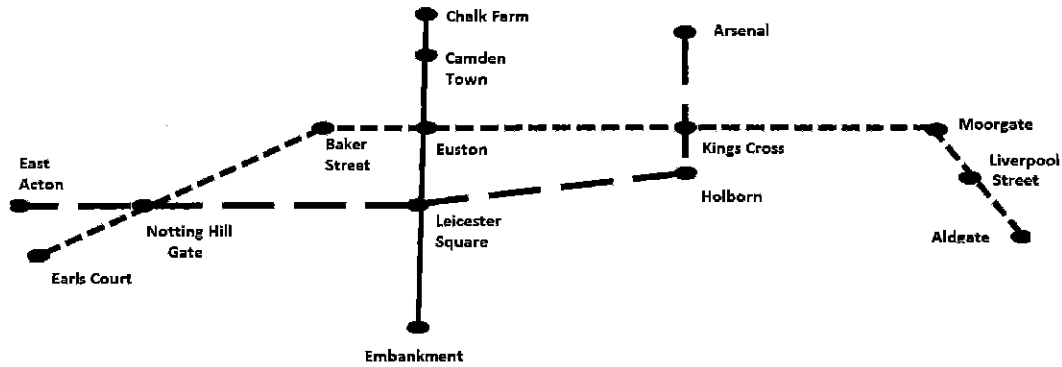 Chalk Farm
Arsenal
Camden
Town
Moorgate
Baker
Street
Euston
Kings Cross
Liverpool
Street
East
Acton
Holborn
Leicester
Square
Notting Hill
Gate
Aldgate
Earls Court
Embankment